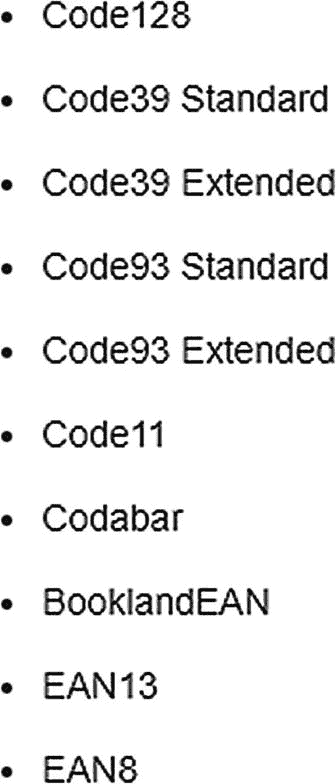 • Code128
• Code39 Standard
• Code39 Extended
• Code93 Standard
• Code93 Extended
• Code11
• Codabar
• BooklandEAN
• EAN13
• EAN8